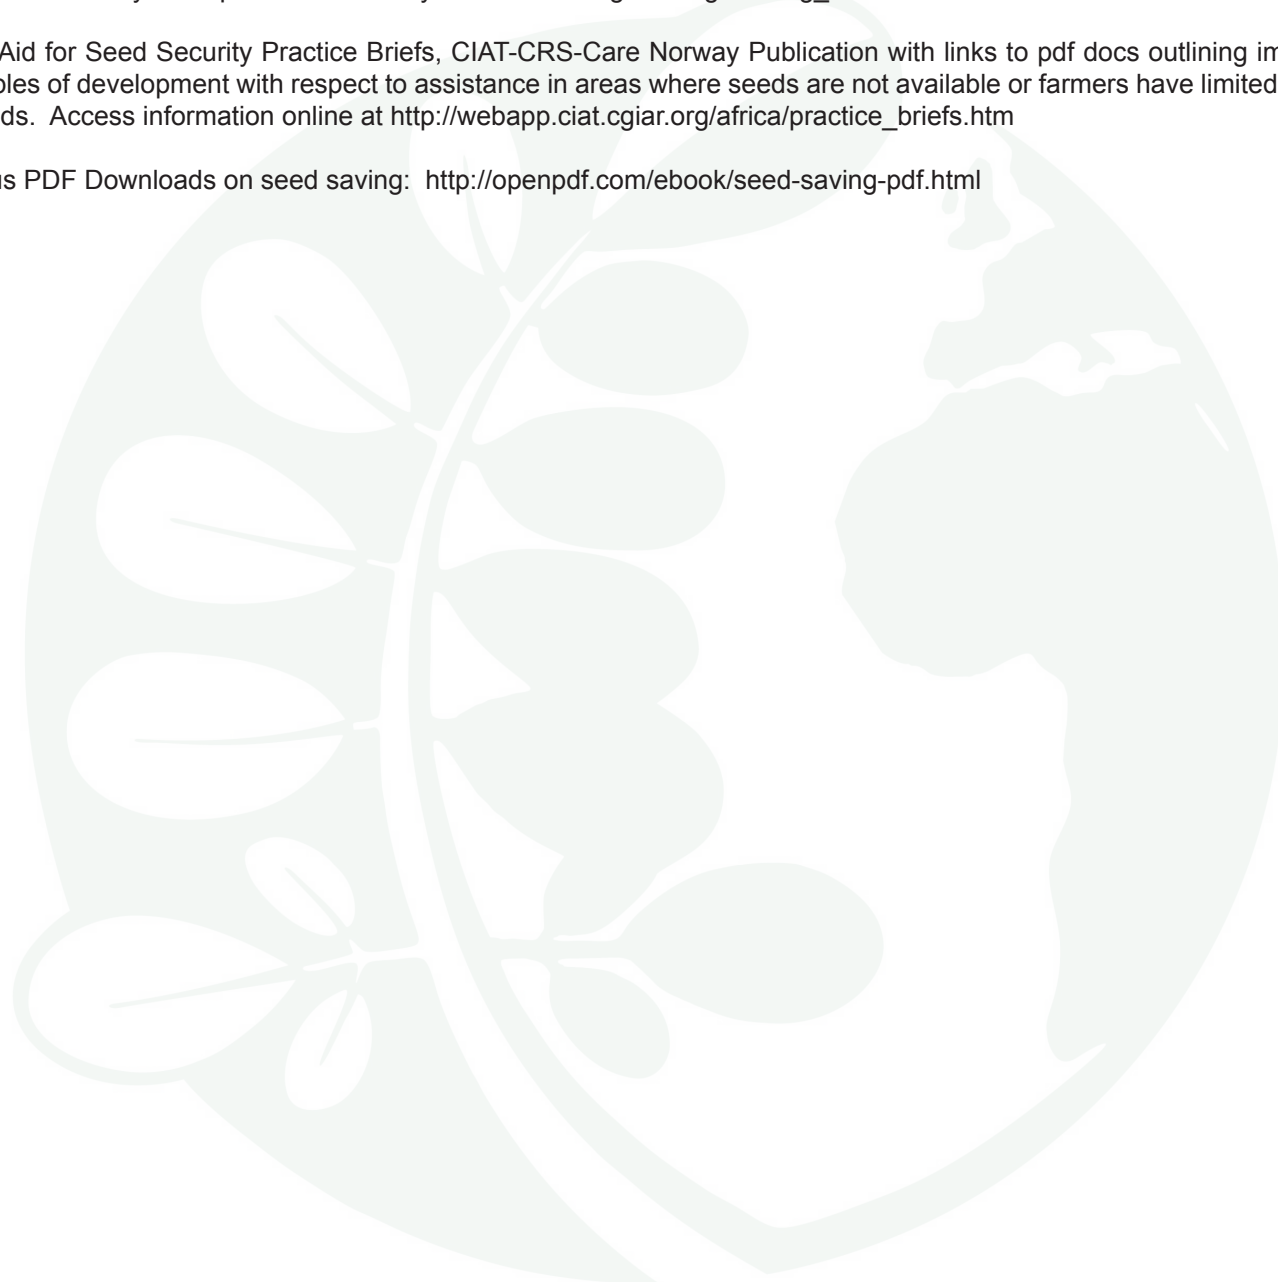 Aid for Seed Security Practice Briefs, CIAT-CRS-Care Norway Publication with links to pdf docs outlining im
ples of development with respect to assistance in areas where seeds are not available or farmers have limited
ds. Access information online at http://webapp.ciat.cgiar.org/africa/practice_briefs.htm
us PDF Downloads on seed saving: http://openpdf.com/ebook/seed-saving-pdf.html